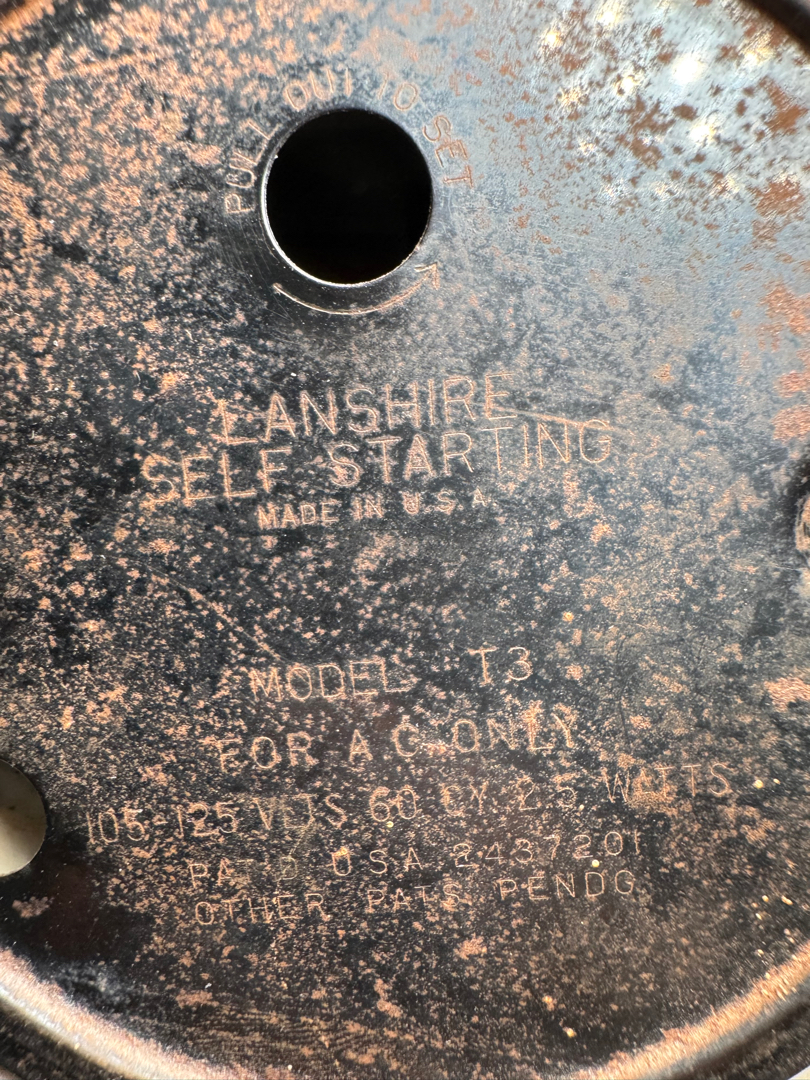 PULL OUT TO SET
LANSHIRE
SELF STARTING
MADE IN U.S.A.
MODEL T3
FOR A.C. ONLY
105-125 VLTS 60 CY 2.5 WATTS
PAT'D U.S.A. 2437201
OTHER PATS PENDG